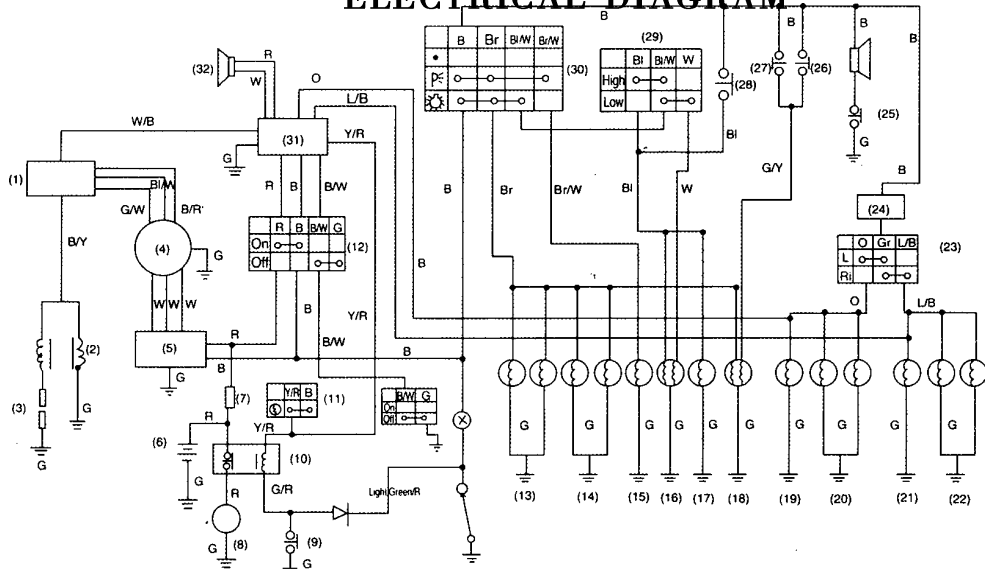 ELECTRICAL DIAGRAM
B
B Br Bl/W Br/W
(30)
(29)
Bl Bl/W W
High
Low
(28)
Bl
(27)
B
(26)
B
B
(25)
G
(32)
R
W
O
L/B
W/B
(31)
Y/R
G
(1)
Bl/W
G/W
B/R
B/Y
R
B
B/W
R B B/W G
On
Off
(12)
(4)
G
W W W
(5)
G
(2)
(3)
G
G
R
B
B
Y/R
B/W
B
B
B
Br
Br/W
Bl
W
G/Y
B
(24)
O Gr L/B
L
Ri
(23)
O
L/B
(7)
Y/R B
(11)
B/W G
On
Off
G
(6)
R
Y/R
(10)
G
R
G/R
Light Green/R
(8)
G
(9)
G
G G G G G G G G G G
(13) (14) (15) (16) (17) (18) (19) (20) (21) (22)